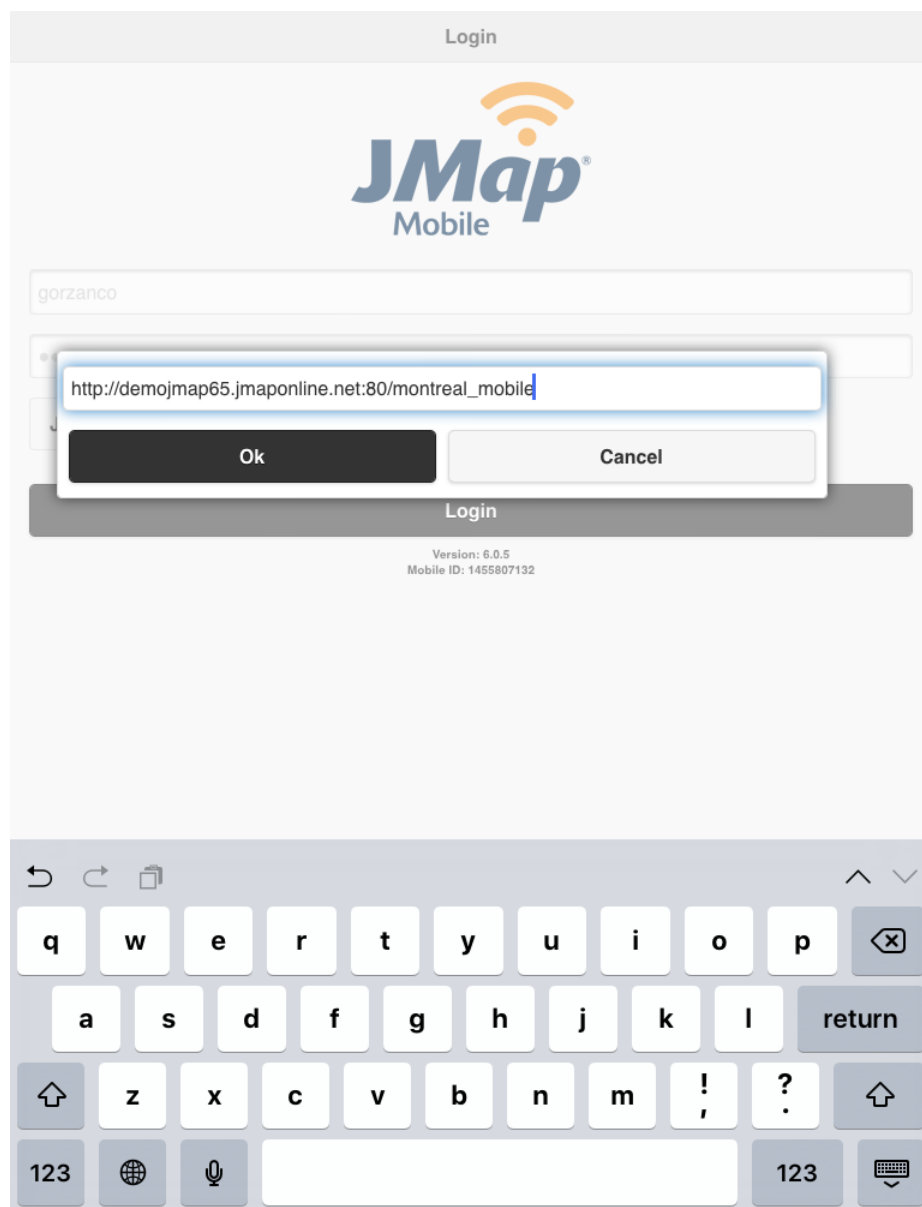 Login
JMap®
Mobile
gorzanco
http://demojmap65.jmaponline.net:80/montreal_mobile
Ok Cancel
Login
Version: 6.0.5
Mobile ID: 1455807132
q w e r t y u i o p
a s d f g h j k l return
z x c v b n m ! , ? .
123 123